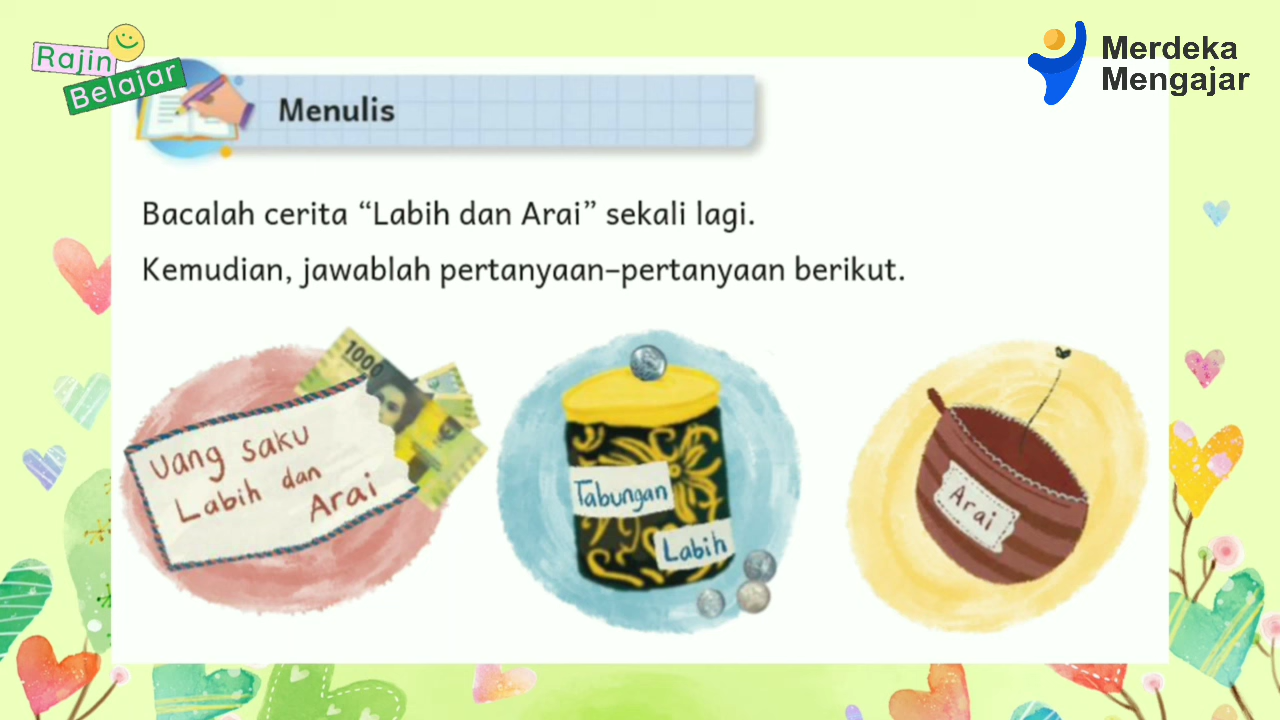 Rajin
Belajar
Merdeka
Mengajar
Menulis
Bacalah cerita “Labih dan Arai” sekali lagi.
Kemudian, jawablah pertanyaan–pertanyaan berikut.
1000
Uang saku
Labih dan
Arai
Tabungan
Labih
Arai